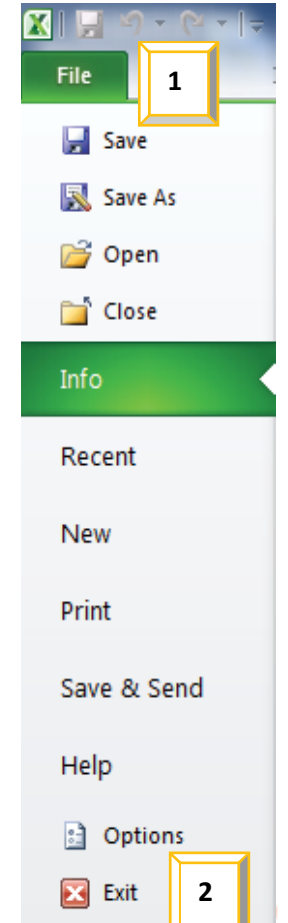 File 1
Save
Save As
Open
Close
Info
Recent
New
Print
Save & Send
Help
Options
Exit 2